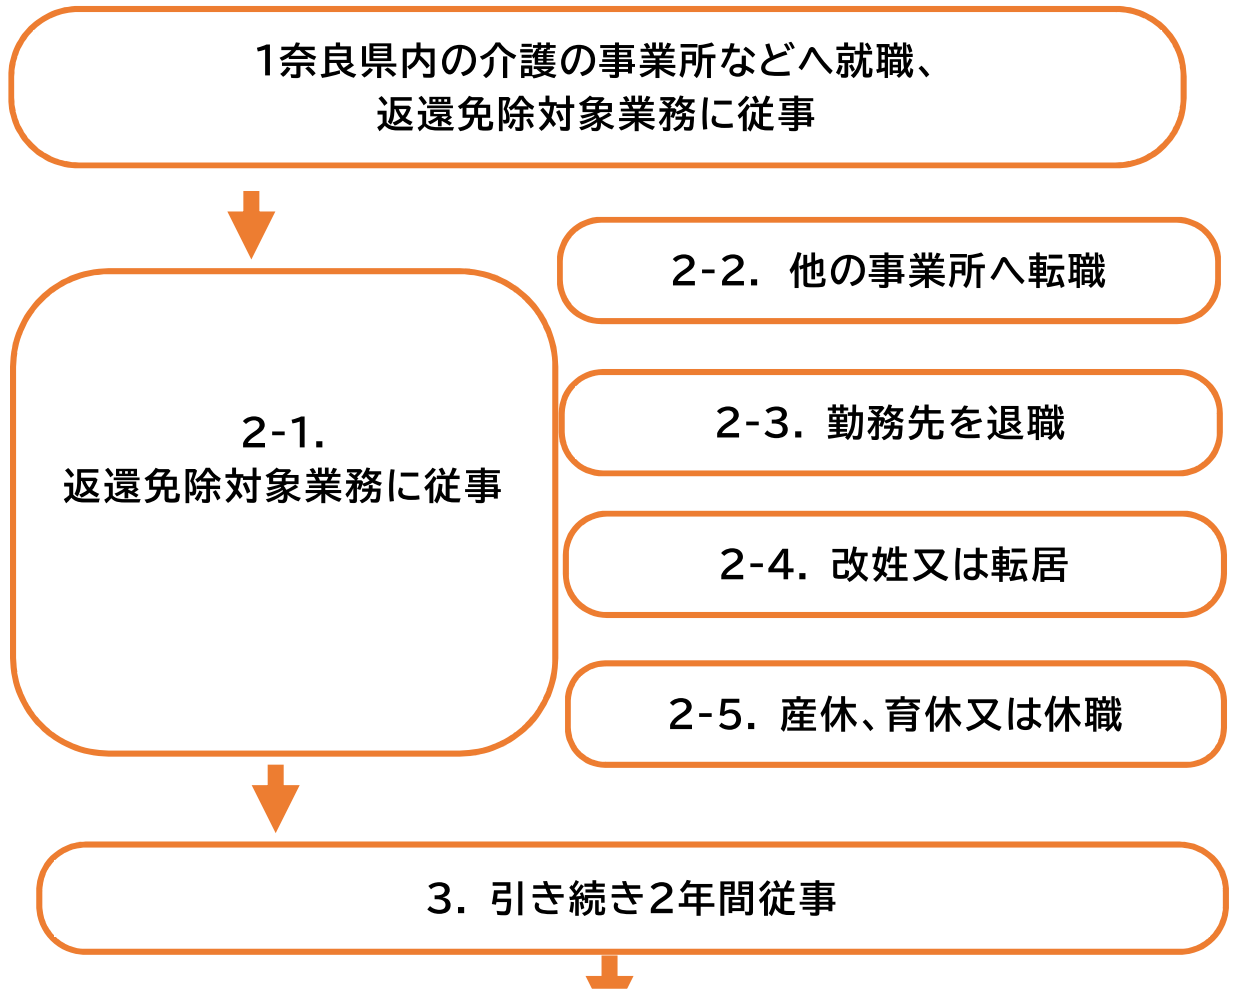 1奈良県内の介護の事業所などへ就職、
返還免除対象業務に従事
2-2. 他の事業所へ転職
2-1.
返還免除対象業務に従事
2-3. 勤務先を退職
2-4. 改姓又は転居
2-5. 産休、育休又は休職
3. 引き続き2年間従事